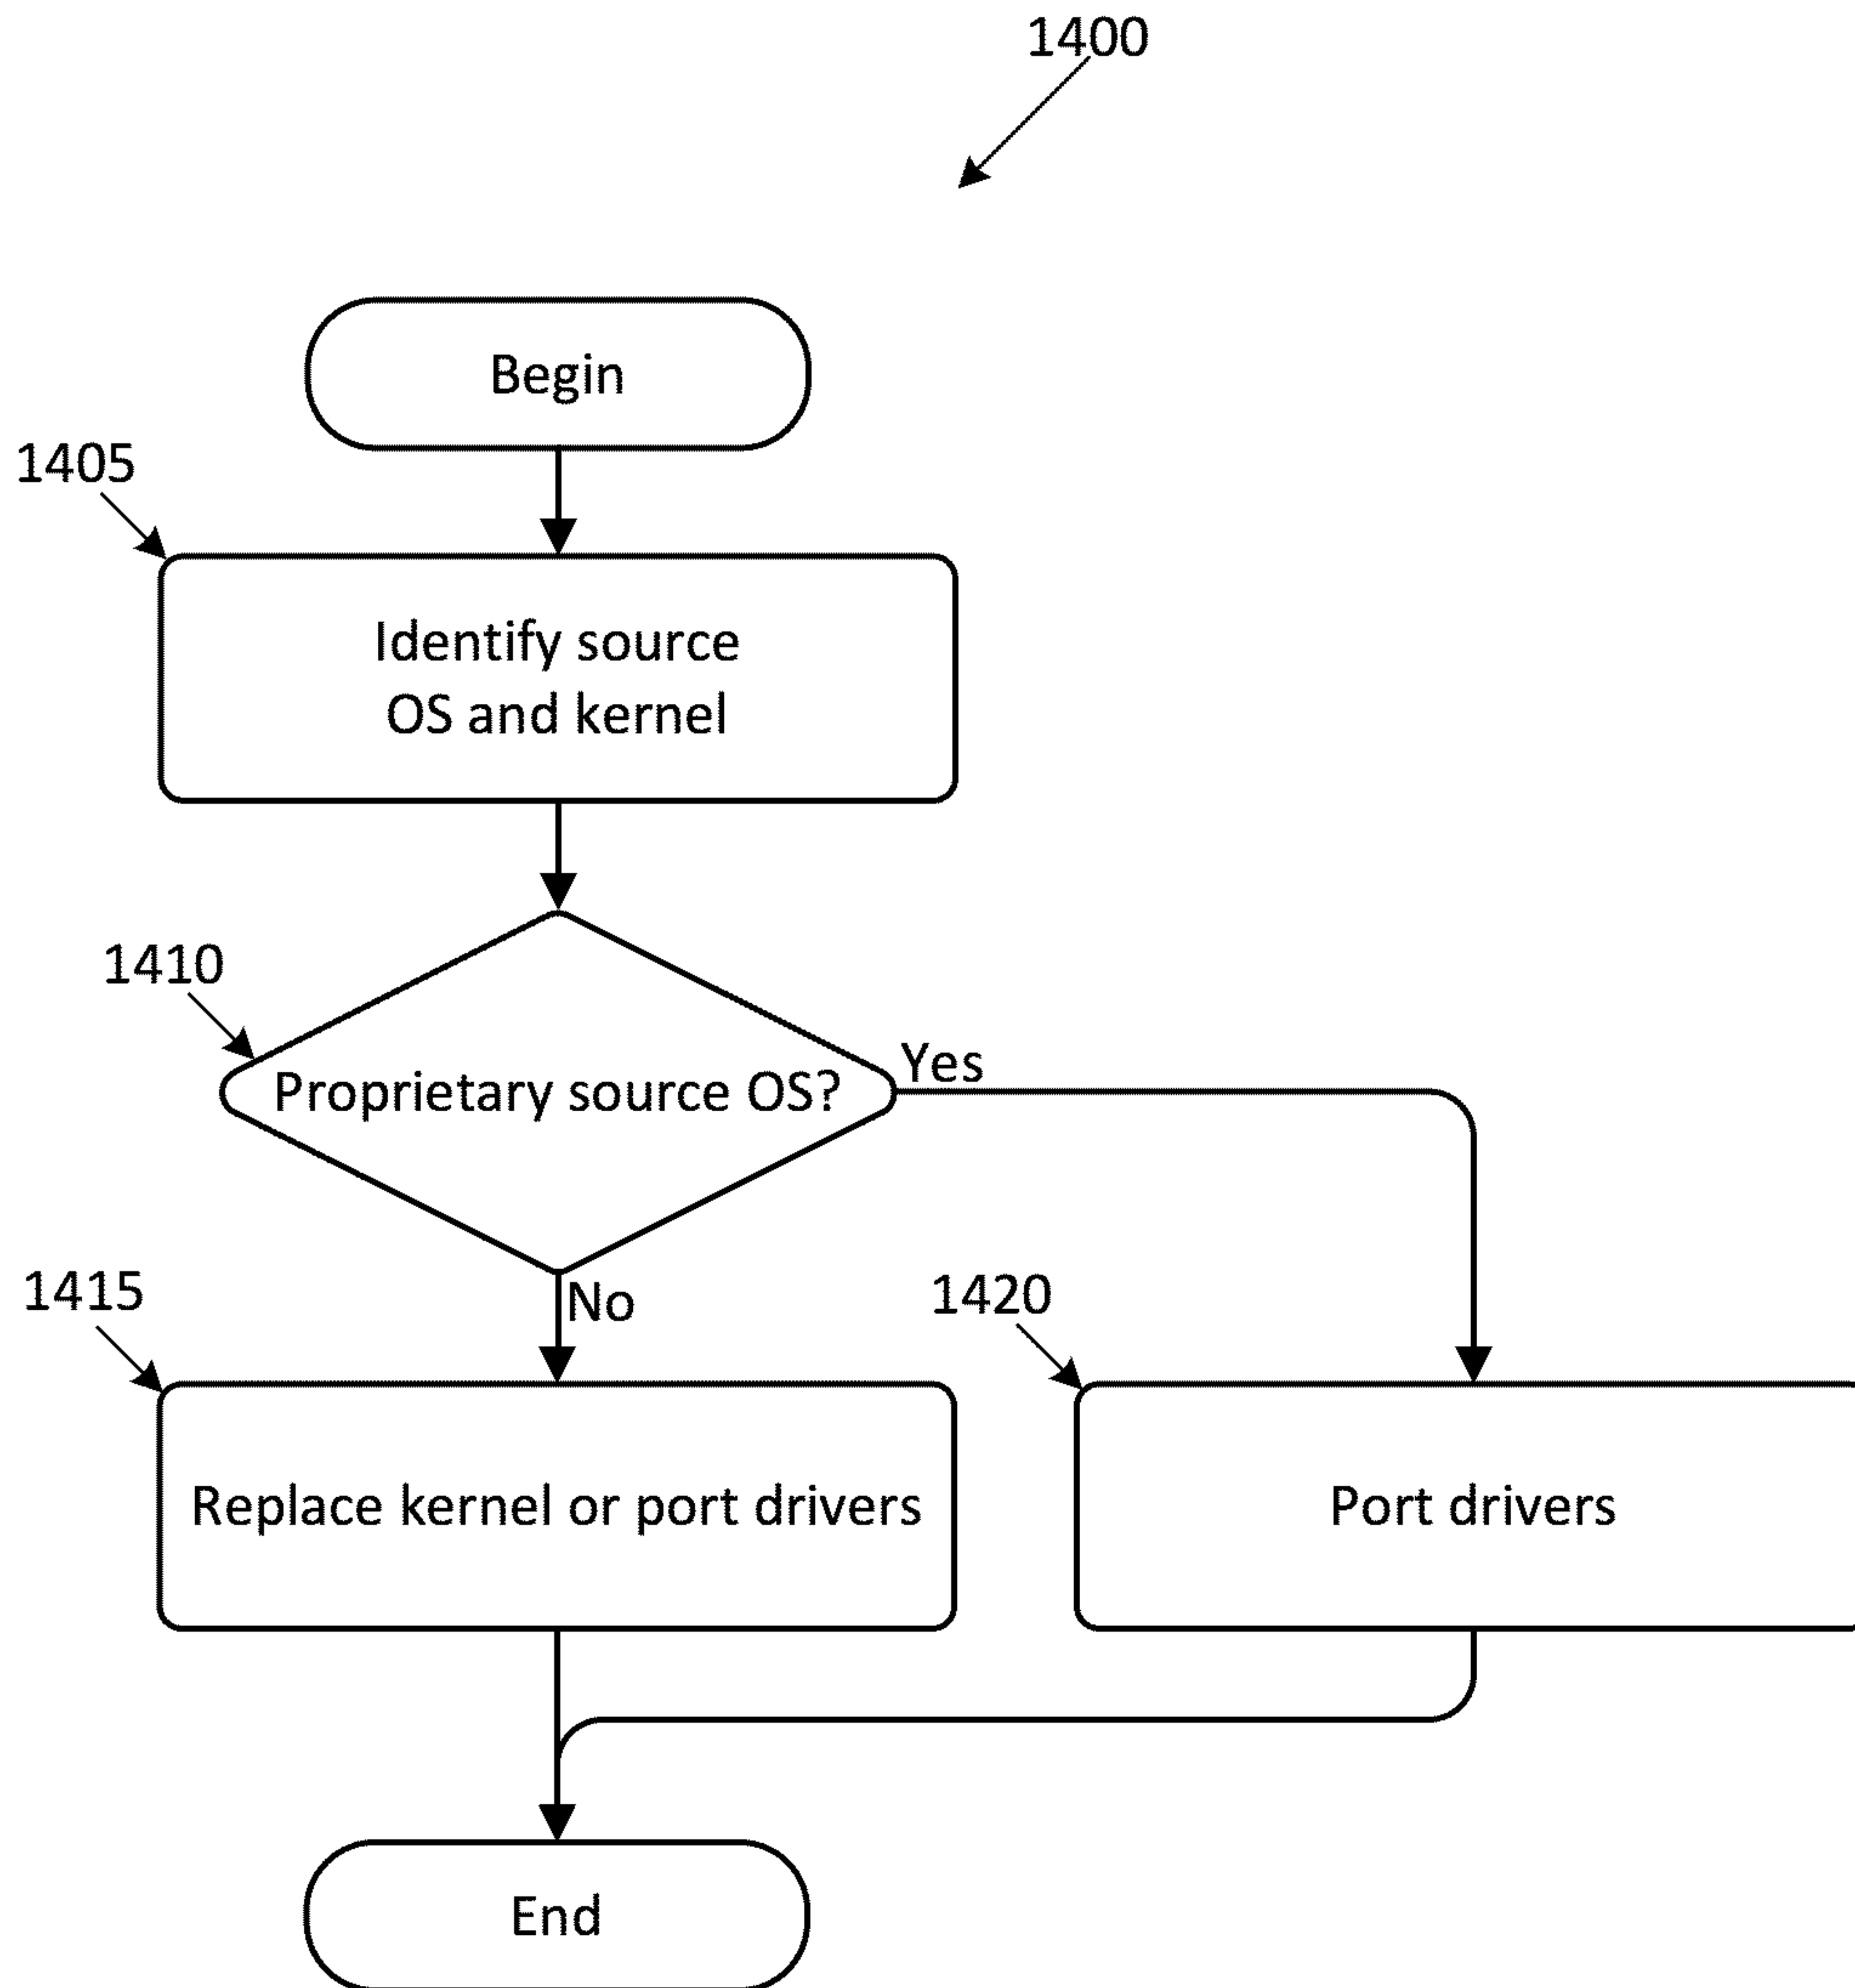 1400
Begin
1405
Identify source
OS and kernel
1410
Proprietary source OS?
Yes
No
1415
Replace kernel or port drivers
1420
Port drivers
End